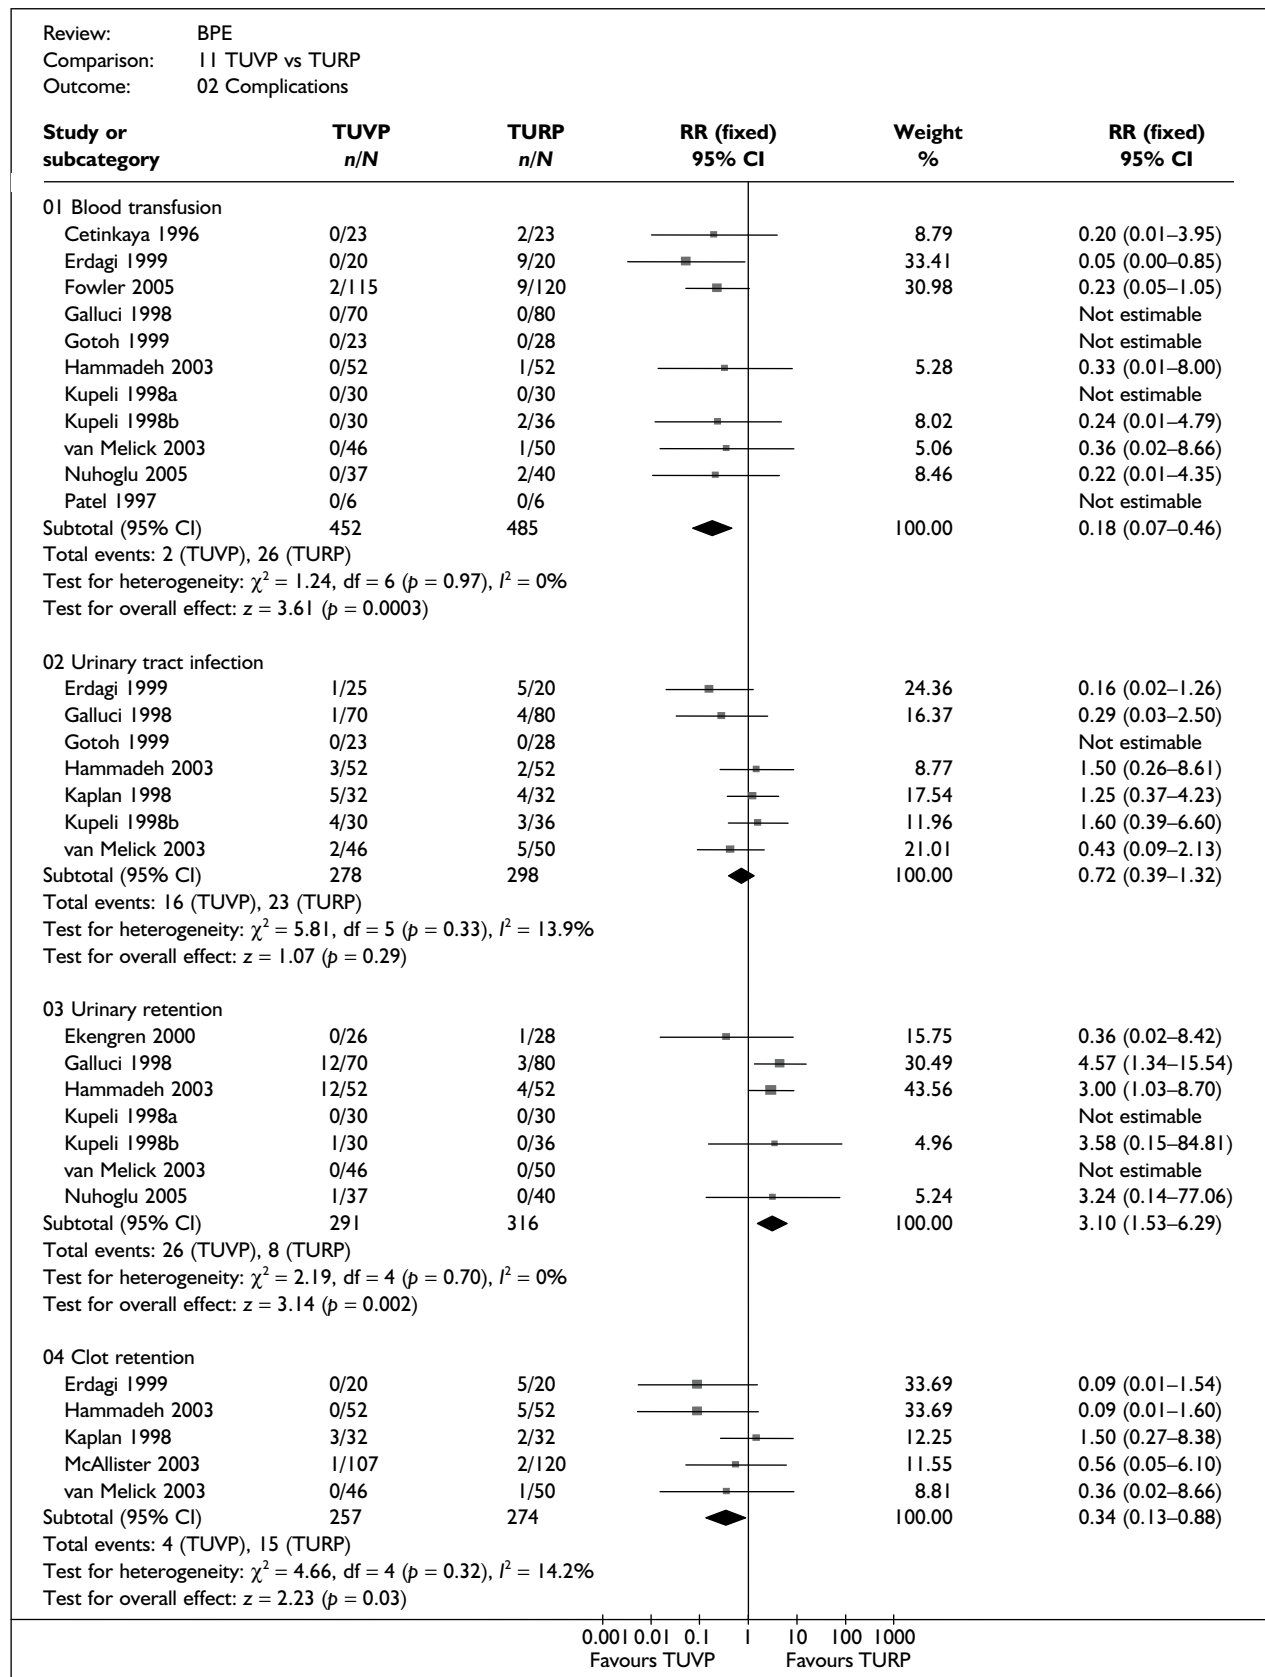 Review: BPE
Comparison: 11 TUVP vs TURP
Outcome: 02 Complications
Study or TUVP TURP RR (fixed) Weight RR (fixed)
subcategory n/N n/N 95% CI % 95% CI
01 Blood transfusion
Cetinkaya 1996 0/23 2/23 8.79 0.20 (0.01–3.95)
Erdagi 1999 0/20 9/20 33.41 0.05 (0.00–0.85)
Fowler 2005 2/115 9/120 30.98 0.23 (0.05–1.05)
Galluci 1998 0/70 0/80 Not estimable
Gotoh 1999 0/23 0/28 Not estimable
Hammadeh 2003 0/52 1/52 5.28 0.33 (0.01–8.00)
Kupeli 1998a 0/30 0/30 Not estimable
Kupeli 1998b 0/30 2/36 8.02 0.24 (0.01–4.79)
van Melick 2003 0/46 1/50 5.06 0.36 (0.02–8.66)
Nuhoglu 2005 0/37 2/40 8.46 0.22 (0.01–4.35)
Patel 1997 0/6 0/6 Not estimable
Subtotal (95% CI) 452 485 100.00 0.18 (0.07–0.46)
Total events: 2 (TUVP), 26 (TURP)
Test for heterogeneity: χ² = 1.24, df = 6 (p = 0.97), I² = 0%
Test for overall effect: z = 3.61 (p = 0.0003)
02 Urinary tract infection
Erdagi 1999 1/25 5/20 24.36 0.16 (0.02–1.26)
Galluci 1998 1/70 4/80 16.37 0.29 (0.03–2.50)
Gotoh 1999 0/23 0/28 Not estimable
Hammadeh 2003 3/52 2/52 8.77 1.50 (0.26–8.61)
Kaplan 1998 5/32 4/32 17.54 1.25 (0.37–4.23)
Kupeli 1998b 4/30 3/36 11.96 1.60 (0.39–6.60)
van Melick 2003 2/46 5/50 21.01 0.43 (0.09–2.13)
Subtotal (95% CI) 278 298 100.00 0.72 (0.39–1.32)
Total events: 16 (TUVP), 23 (TURP)
Test for heterogeneity: χ² = 5.81, df = 5 (p = 0.33), I² = 13.9%
Test for overall effect: z = 1.07 (p = 0.29)
03 Urinary retention
Ekengren 2000 0/26 1/28 15.75 0.36 (0.02–8.42)
Galluci 1998 12/70 3/80 30.49 4.57 (1.34–15.54)
Hammadeh 2003 12/52 4/52 43.56 3.00 (1.03–8.70)
Kupeli 1998a 0/30 0/30 Not estimable
Kupeli 1998b 1/30 0/36 4.96 3.58 (0.15–84.81)
van Melick 2003 0/46 0/50 Not estimable
Nuhoglu 2005 1/37 0/40 5.24 3.24 (0.14–77.06)
Subtotal (95% CI) 291 316 100.00 3.10 (1.53–6.29)
Total events: 26 (TUVP), 8 (TURP)
Test for heterogeneity: χ² = 2.19, df = 4 (p = 0.70), I² = 0%
Test for overall effect: z = 3.14 (p = 0.002)
04 Clot retention
Erdagi 1999 0/20 5/20 33.69 0.09 (0.01–1.54)
Hammadeh 2003 0/52 5/52 33.69 0.09 (0.01–1.60)
Kaplan 1998 3/32 2/32 12.25 1.50 (0.27–8.38)
McAllister 2003 1/107 2/120 11.55 0.56 (0.05–6.10)
van Melick 2003 0/46 1/50 8.81 0.36 (0.02–8.66)
Subtotal (95% CI) 257 274 100.00 0.34 (0.13–0.88)
Total events: 4 (TUVP), 15 (TURP)
Test for heterogeneity: χ² = 4.66, df = 4 (p = 0.32), I² = 14.2%
Test for overall effect: z = 2.23 (p = 0.03)
0.001 0.01 0.1 1 10 100 1000
Favours TUVP Favours TURP